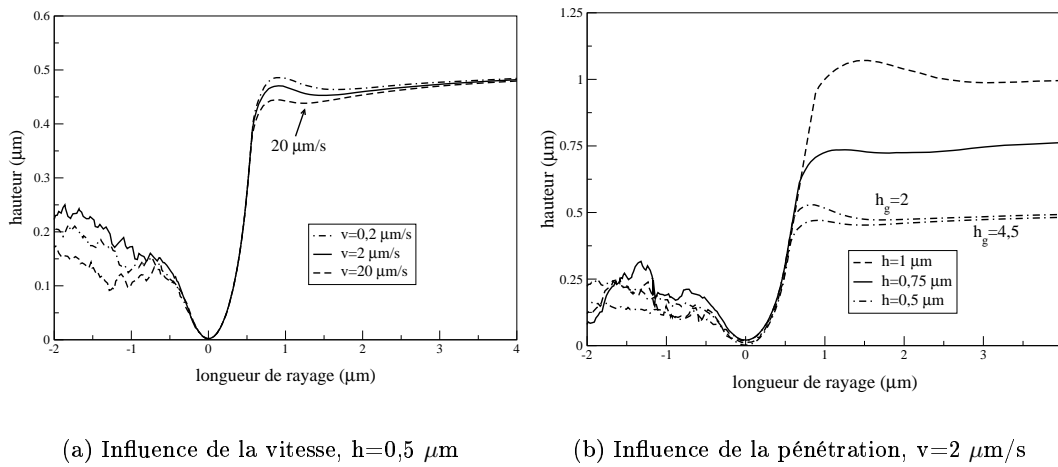 0.6
0.5
0.4
0.3
0.2
0.1
0
hauteur (μm)
20 μm/s
v=0,2 μm/s
v=2 μm/s
v=20 μm/s
-2 -1 0 1 2 3 4
longueur de rayage (μm)
(a) Influence de la vitesse, h=0,5 μm
1.25
1
0.75
0.5
0.25
0
hauteur (μm)
h_g=2
h_g=4,5
h=1 μm
h=0,75 μm
h=0,5 μm
-2 -1 0 1 2 3
longueur de rayage (μm)
(b) Influence de la pénétration, v=2 μm/s